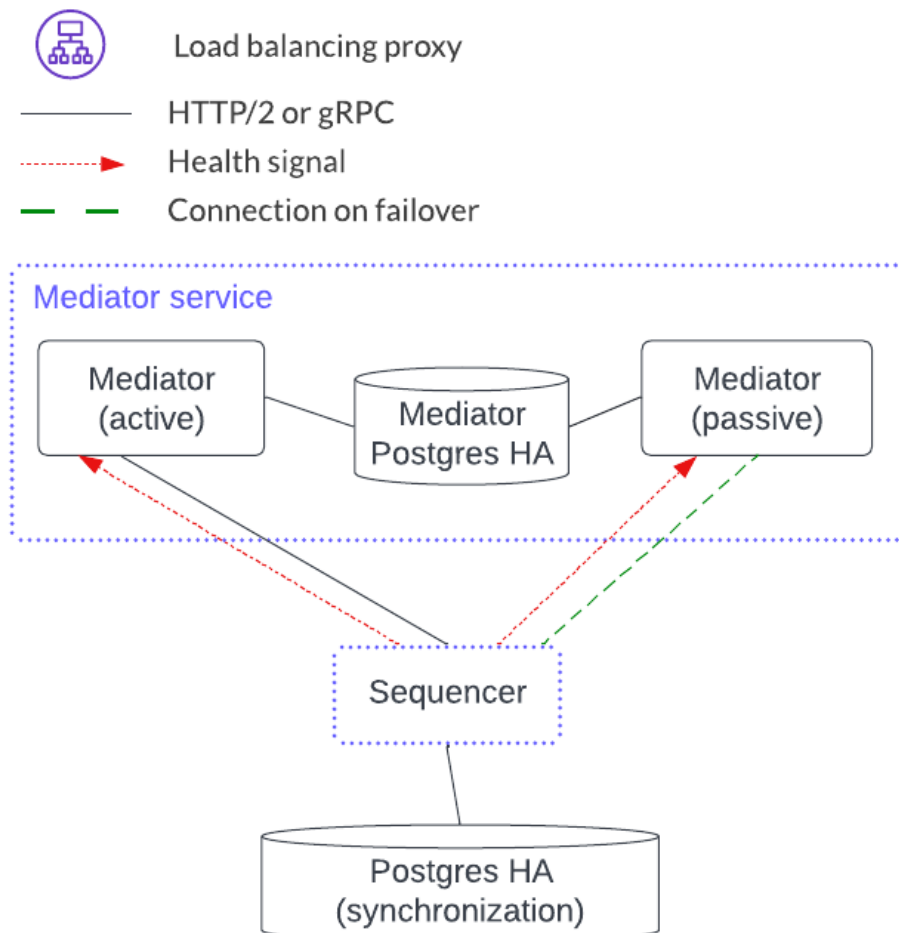 Load balancing proxy
HTTP/2 or gRPC
Health signal
Connection on failover
Mediator service
Mediator
(active)
Mediator
Postgres HA
Mediator
(passive)
Sequencer
Postgres HA
(synchronization)